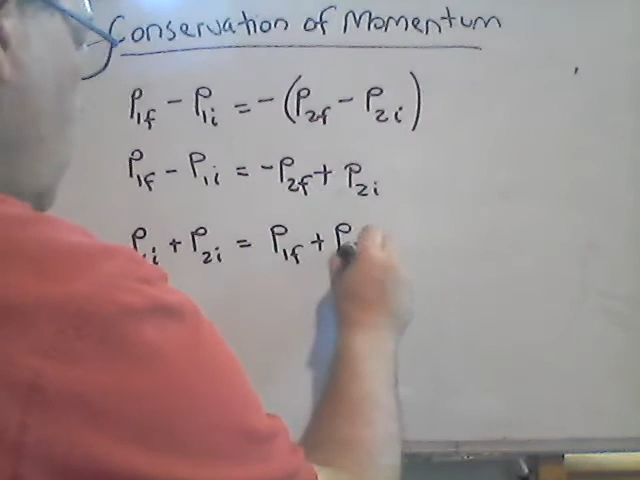 Conservation of Momentum
P1f - P1i = - (P2f - P2i)
P1f - P1i = -P2f + P2i
P1i + P2i = P1f + P